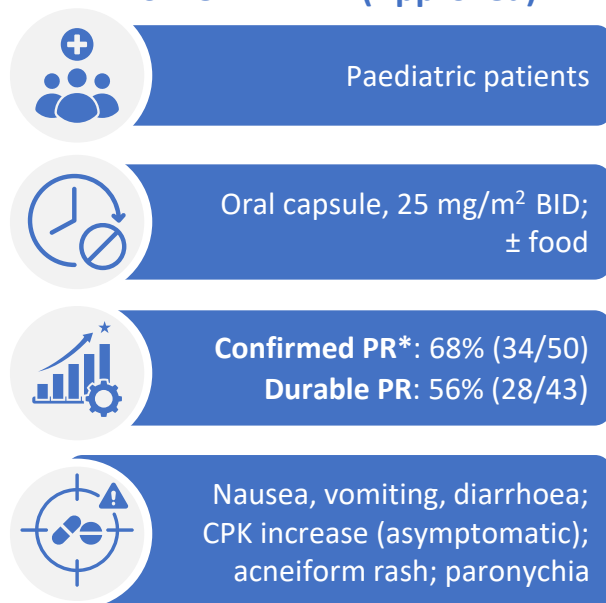 Paediatric patients
Oral capsule, 25 mg/m² BID;
± food
Confirmed PR*: 68% (34/50)
Durable PR: 56% (28/43)
Nausea, vomiting, diarrhoea;
CPK increase (asymptomatic);
acneiform rash; paronychia